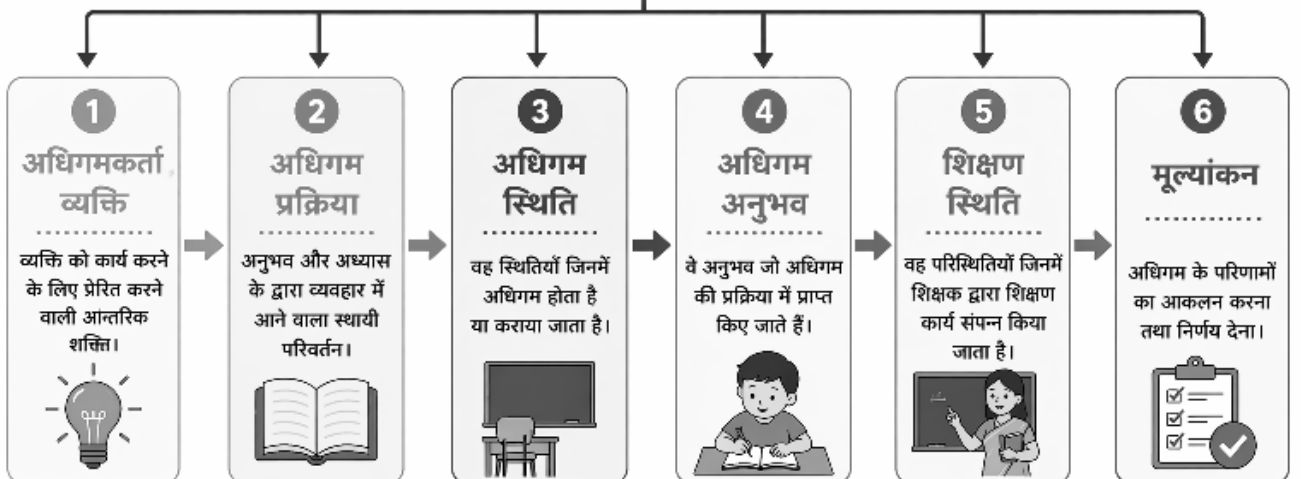 1
अधिगमकर्ता
व्यक्ति
व्यक्ति को कार्य करने
के लिए प्रेरित करने
वाली आंतरिक
शक्ति।
2
अधिगम
प्रक्रिया
अनुभव और अध्यास
के द्वारा व्यवहार में
आने वाला स्थायी
परिवर्तन।
3
अधिगम
स्थिति
वह स्थितियाँ जिनमें
अधिगम होता है
या कराया जाता है।
4
अधिगम
अनुभव
वे अनुभव जो अधिगम
की प्रक्रिया में प्राप्त
किए जाते हैं।
5
शिक्षण
स्थिति
वह परिस्थितियाँ जिनमें
शिक्षक द्वारा शिक्षण
कार्य संपन्न किया
जाता है।
6
मूल्यांकन
अधिगम के परिणामों
का आकलन करना
तथा निर्णय देना।